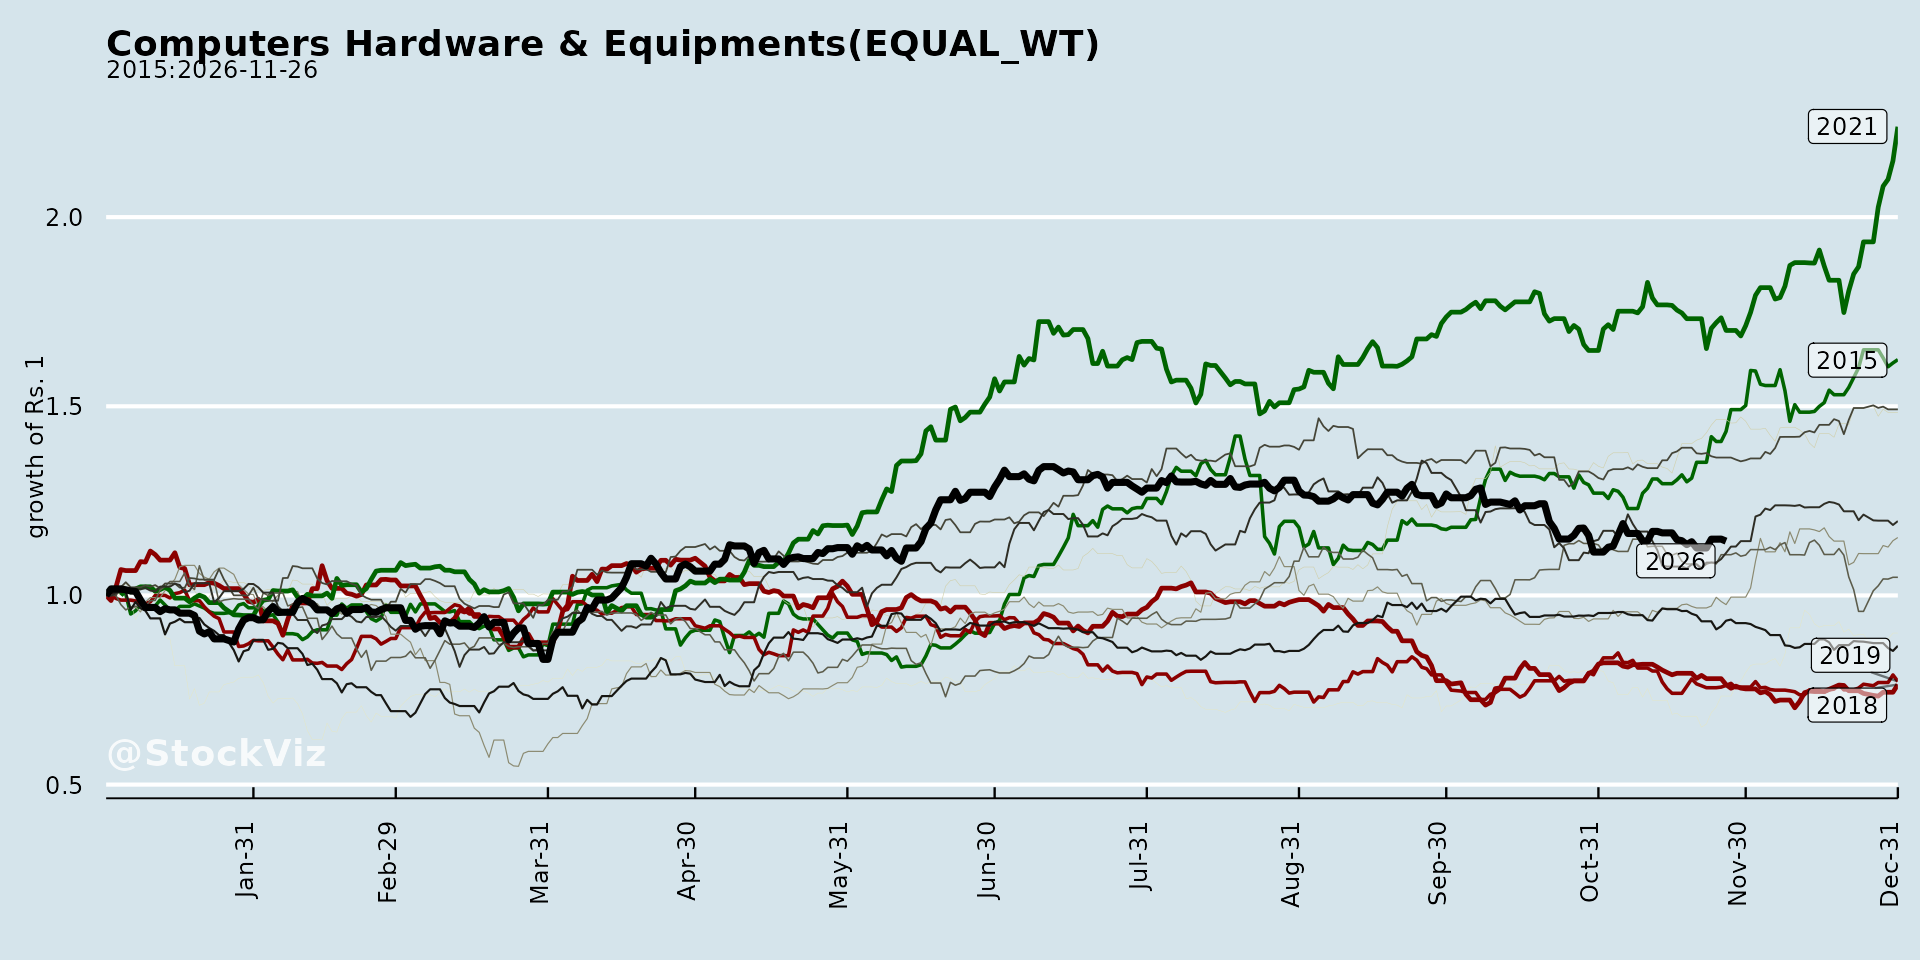 Computers Hardware & Equipments(EQUAL_WT)
2015:2026-11-26
2021
2.0
2015
growth of Rs. 1
1.5
1.0
2026
2019
2018
@StockViz
0.5
Jan-31
Feb-29
Mar-31
Apr-30
May-31
Jun-30
Jul-31
Aug-31
Sep-30
Oct-31
Nov-30
Dec-31